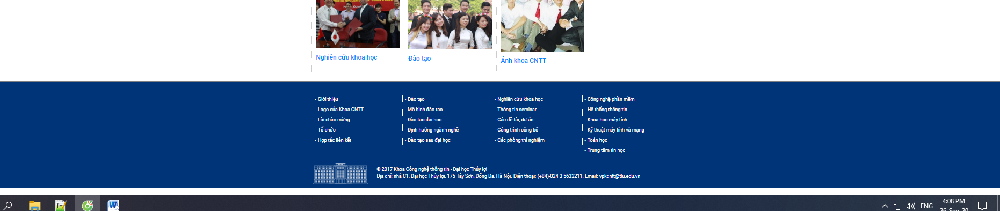 Nghiên cứu khoa học
Đào tạo
Ảnh khoa CNTT
- Giới thiệu
- Logo của Khoa CNTT
- Lời chào mừng
- Tổ chức
- Hợp tác liên kết
- Đào tạo
- Mô hình đào tạo
- Đào tạo đại học
- Định hướng ngành nghề
- Đào tạo sau đại học
- Nghiên cứu khoa học
- Thông tin seminar
- Các đề tài, dự án
- Công trình công bố
- Các phòng thí nghiệm
- Công nghệ phần mềm
- Hệ thống thông tin
- Khoa học máy tính
- Kỹ thuật máy tính và mạng
- Toán học
- Trung tâm tin học
© 2017 Khoa Công nghệ thông tin - Đại học Thủy lợi
Địa chỉ: nhà C1, Đại học Thủy lợi, 175 Tây Sơn, Đống Đa, Hà Nội. Điện thoại: (+84)-024 3 5632211. Email: vpkcntt@tlu.edu.vn
ENG
4:08 PM
26-Sep-20